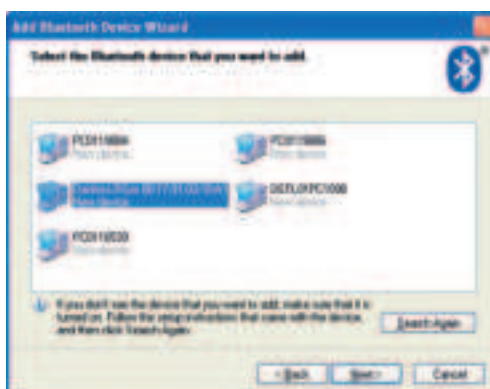 Add Bluetooth Device Wizard
Select the Bluetooth device that you want to add.
New device
New device
New device
New device
New device
If you don't see the device that you want to add, make sure that it is
turned on. Follow the setup instructions that came with the device,
and then click Search Again.
Search Again
< Back
Next >
Cancel